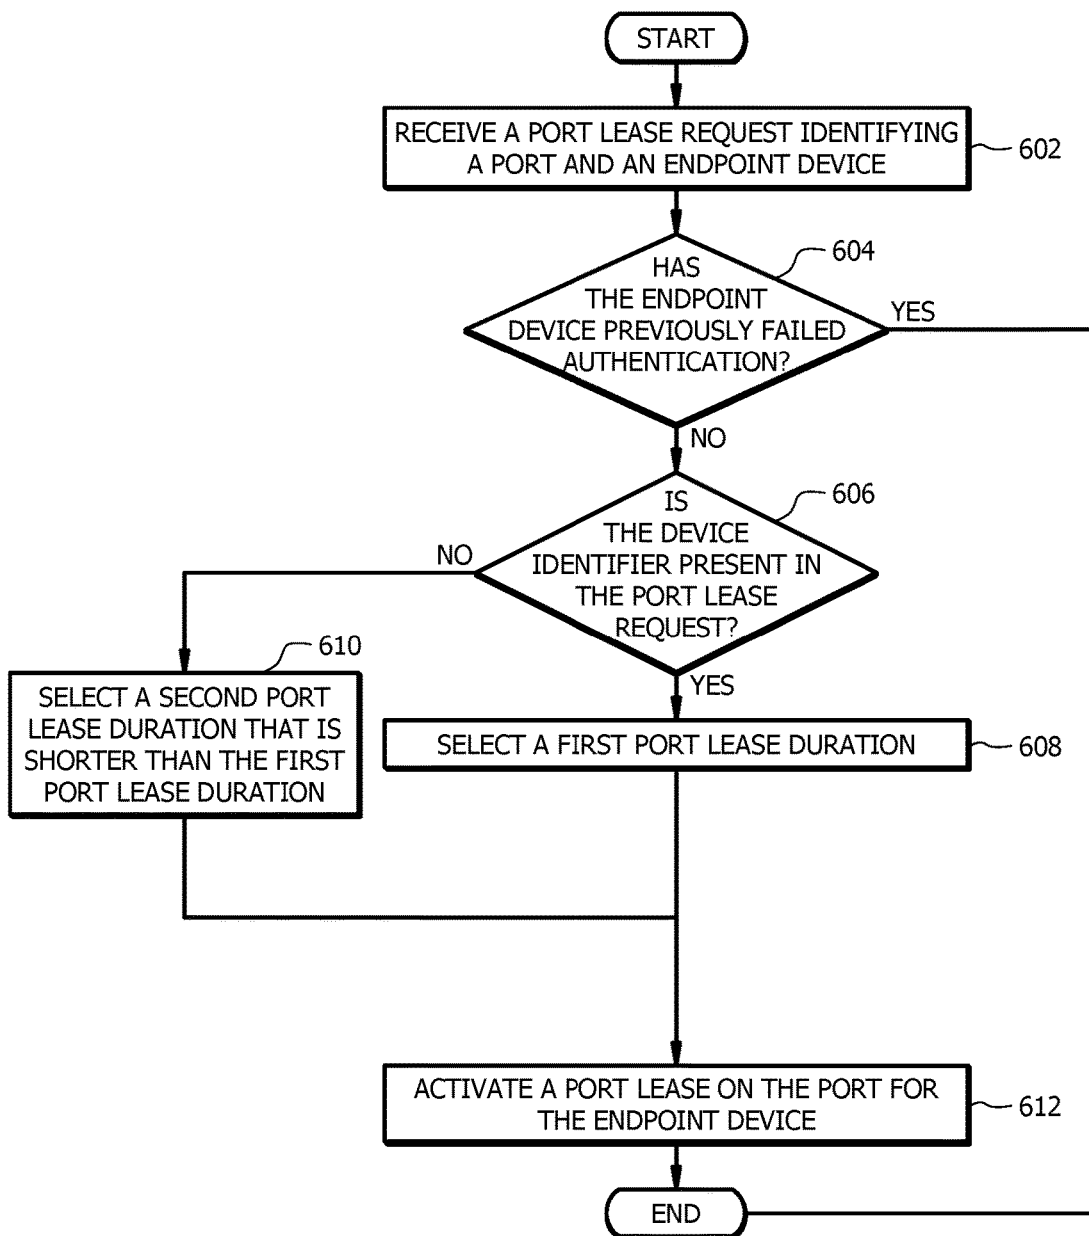 START
RECEIVE A PORT LEASE REQUEST IDENTIFYING
A PORT AND AN ENDPOINT DEVICE
602
604
HAS
THE ENDPOINT
DEVICE PREVIOUSLY FAILED
AUTHENTICATION?
YES
NO
606
IS
THE DEVICE
IDENTIFIER PRESENT IN
THE PORT LEASE
REQUEST?
NO
YES
610
SELECT A SECOND PORT
LEASE DURATION THAT IS
SHORTER THAN THE FIRST
PORT LEASE DURATION
SELECT A FIRST PORT LEASE DURATION
608
ACTIVATE A PORT LEASE ON THE PORT FOR
THE ENDPOINT DEVICE
612
END